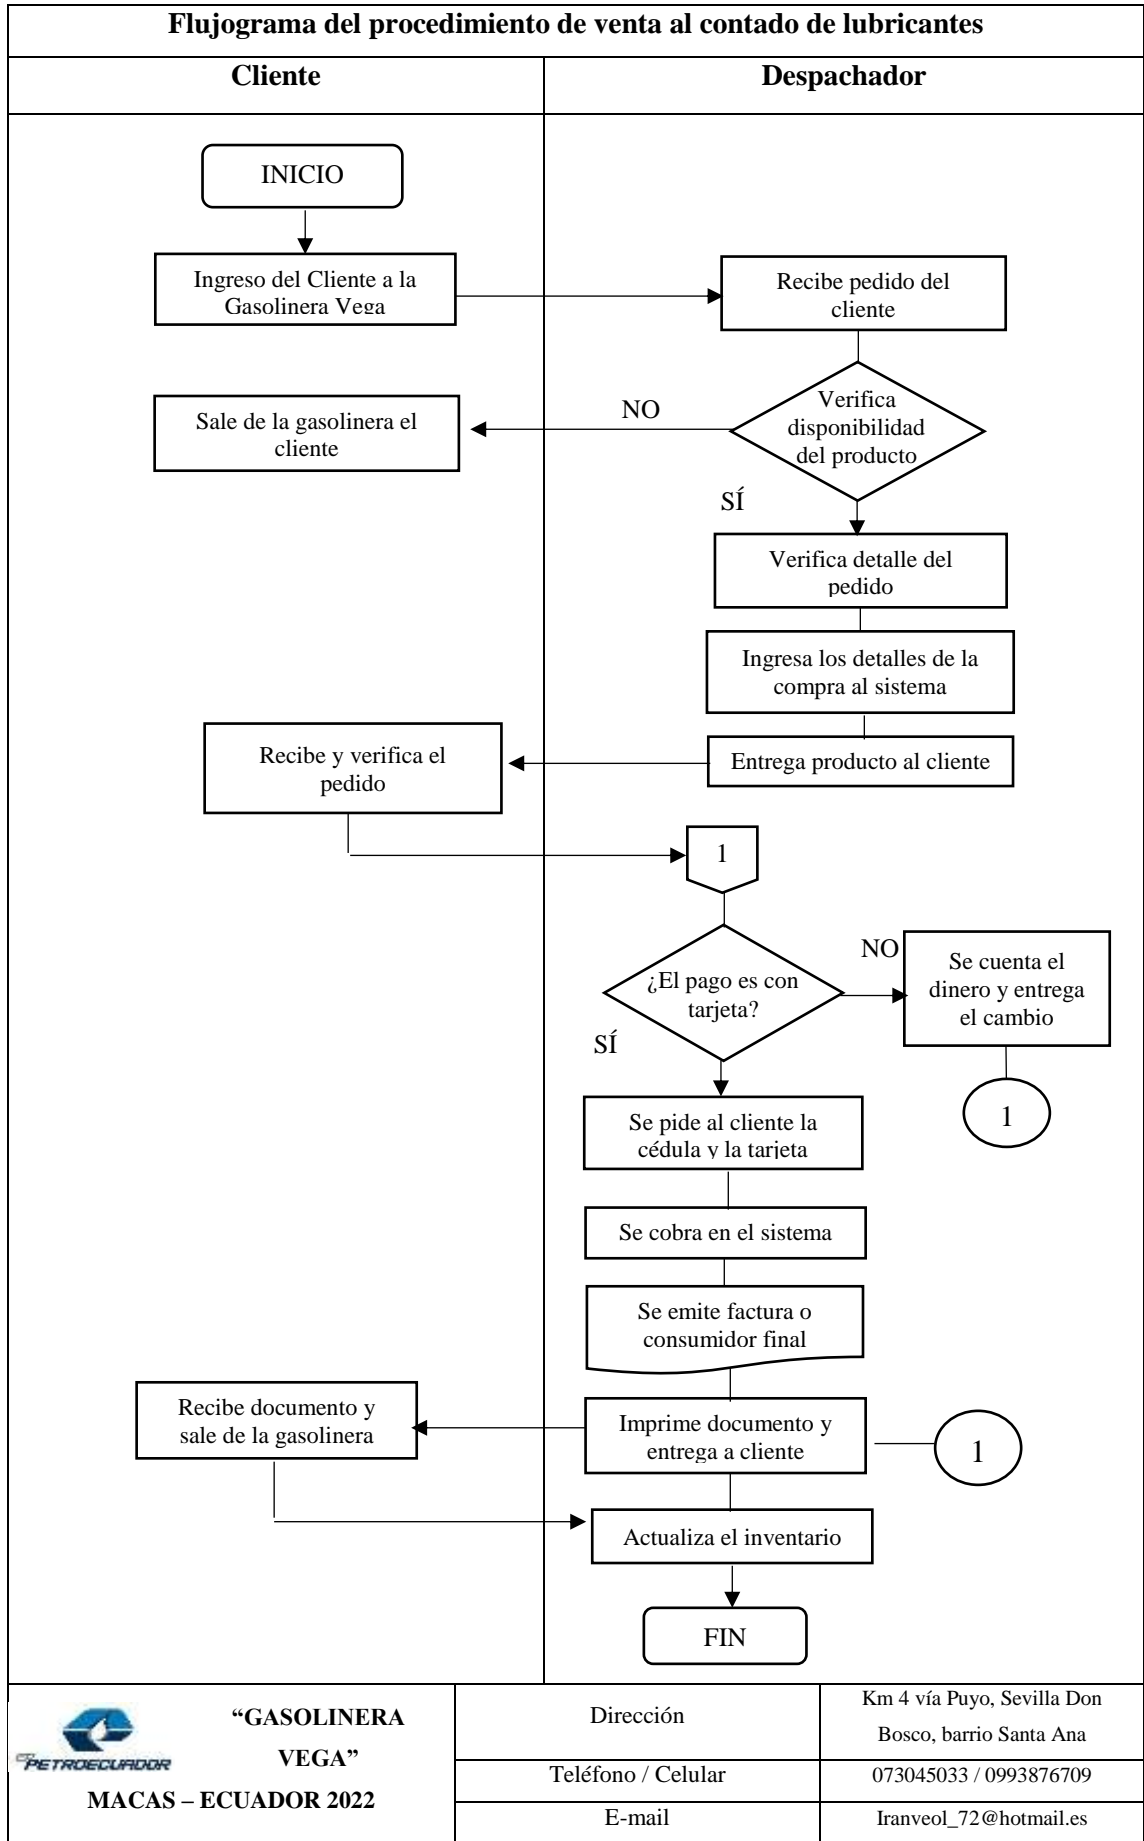 Flujograma del procedimiento de venta al contado de lubricantes
Cliente
Despachador
INICIO
Ingreso del Cliente a la
Gasolinera Vega
Recibe pedido del
cliente
Sale de la gasolinera el
cliente
NO
Verifica
disponibilidad
del producto
SÍ
Verifica detalle del
pedido
Ingresa los detalles de la
compra al sistema
Recibe y verifica el
pedido
Entrega producto al cliente
1
¿El pago es con
tarjeta?
NO
Se cuenta el
dinero y entrega
el cambio
SÍ
1
Se pide al cliente la
cédula y la tarjeta
Se cobra en el sistema
Se emite factura o
consumidor final
Recibe documento y
sale de la gasolinera
Imprime documento y
entrega a cliente
1
Actualiza el inventario
FIN
EP PETROECUADOR
“GASOLINERA
VEGA”
MACAS – ECUADOR 2022
Dirección
Km 4 vía Puyo, Sevilla Don
Bosco, barrio Santa Ana
Teléfono / Celular
073045033 / 0993876709
E-mail
Iranveol_72@hotmail.es